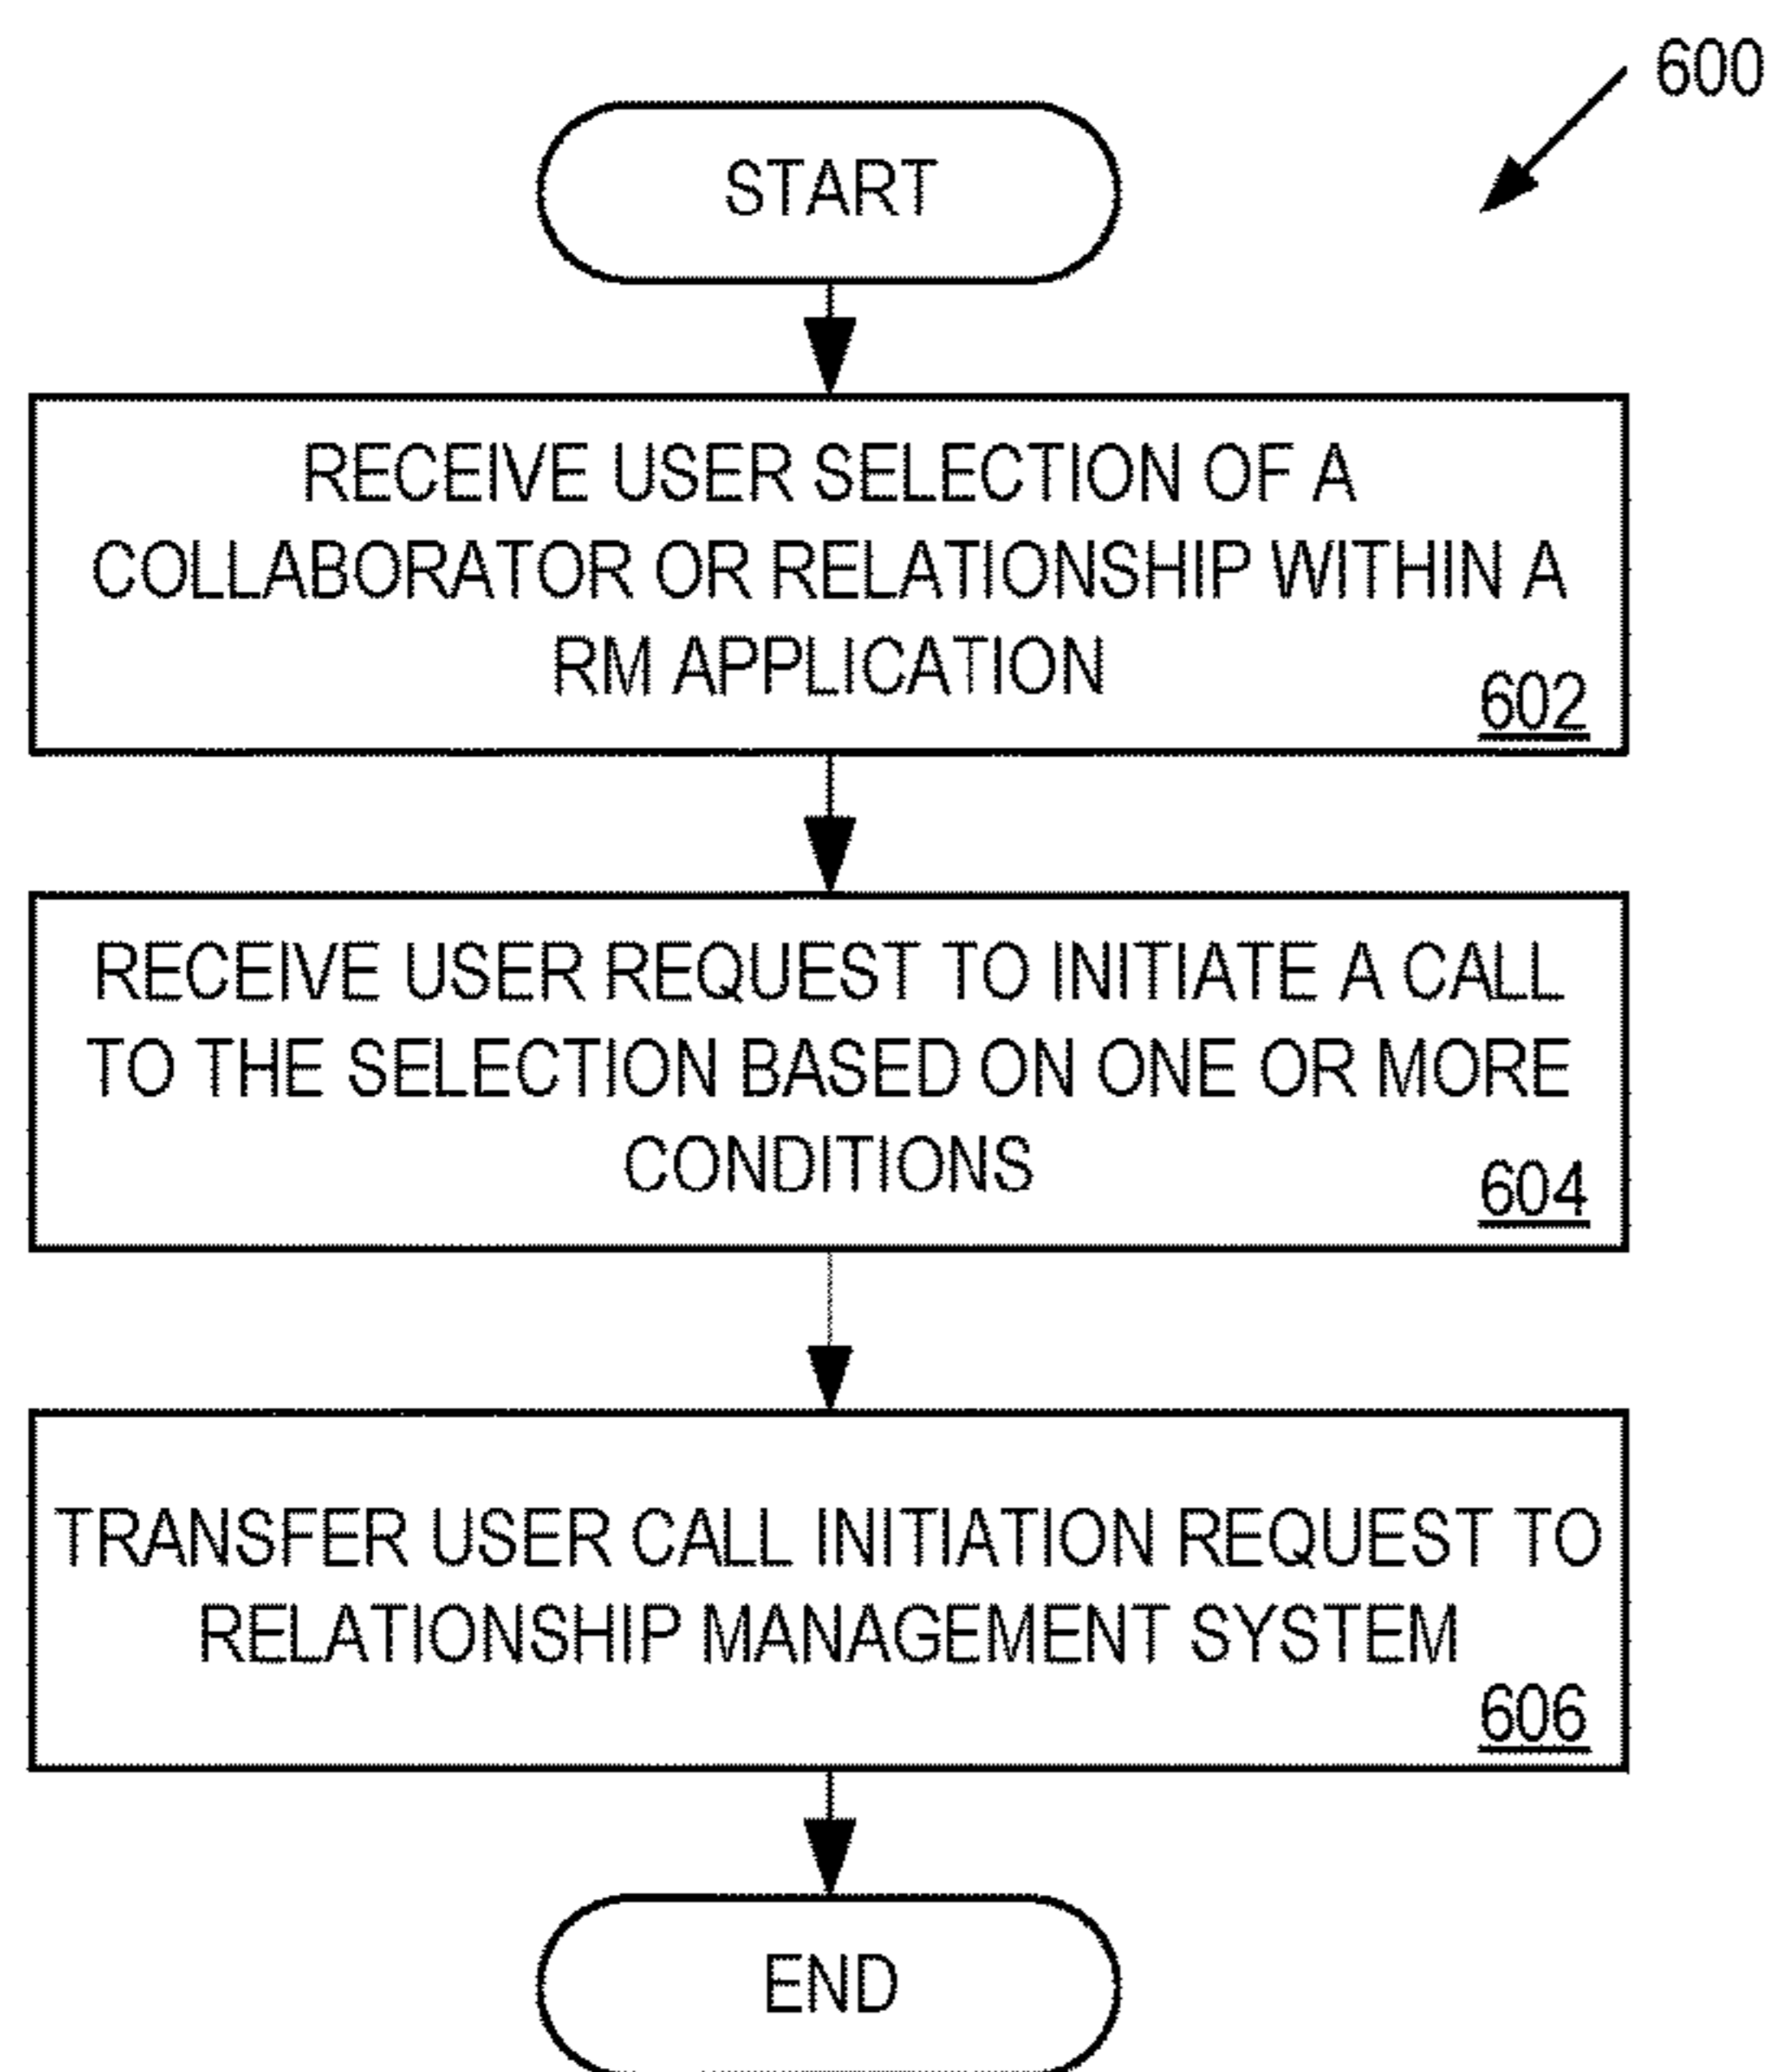 600
START
RECEIVE USER SELECTION OF A
COLLABORATOR OR RELATIONSHIP WITHIN A
RM APPLICATION
602
RECEIVE USER REQUEST TO INITIATE A CALL
TO THE SELECTION BASED ON ONE OR MORE
CONDITIONS
604
TRANSFER USER CALL INITIATION REQUEST TO
RELATIONSHIP MANAGEMENT SYSTEM
606
END